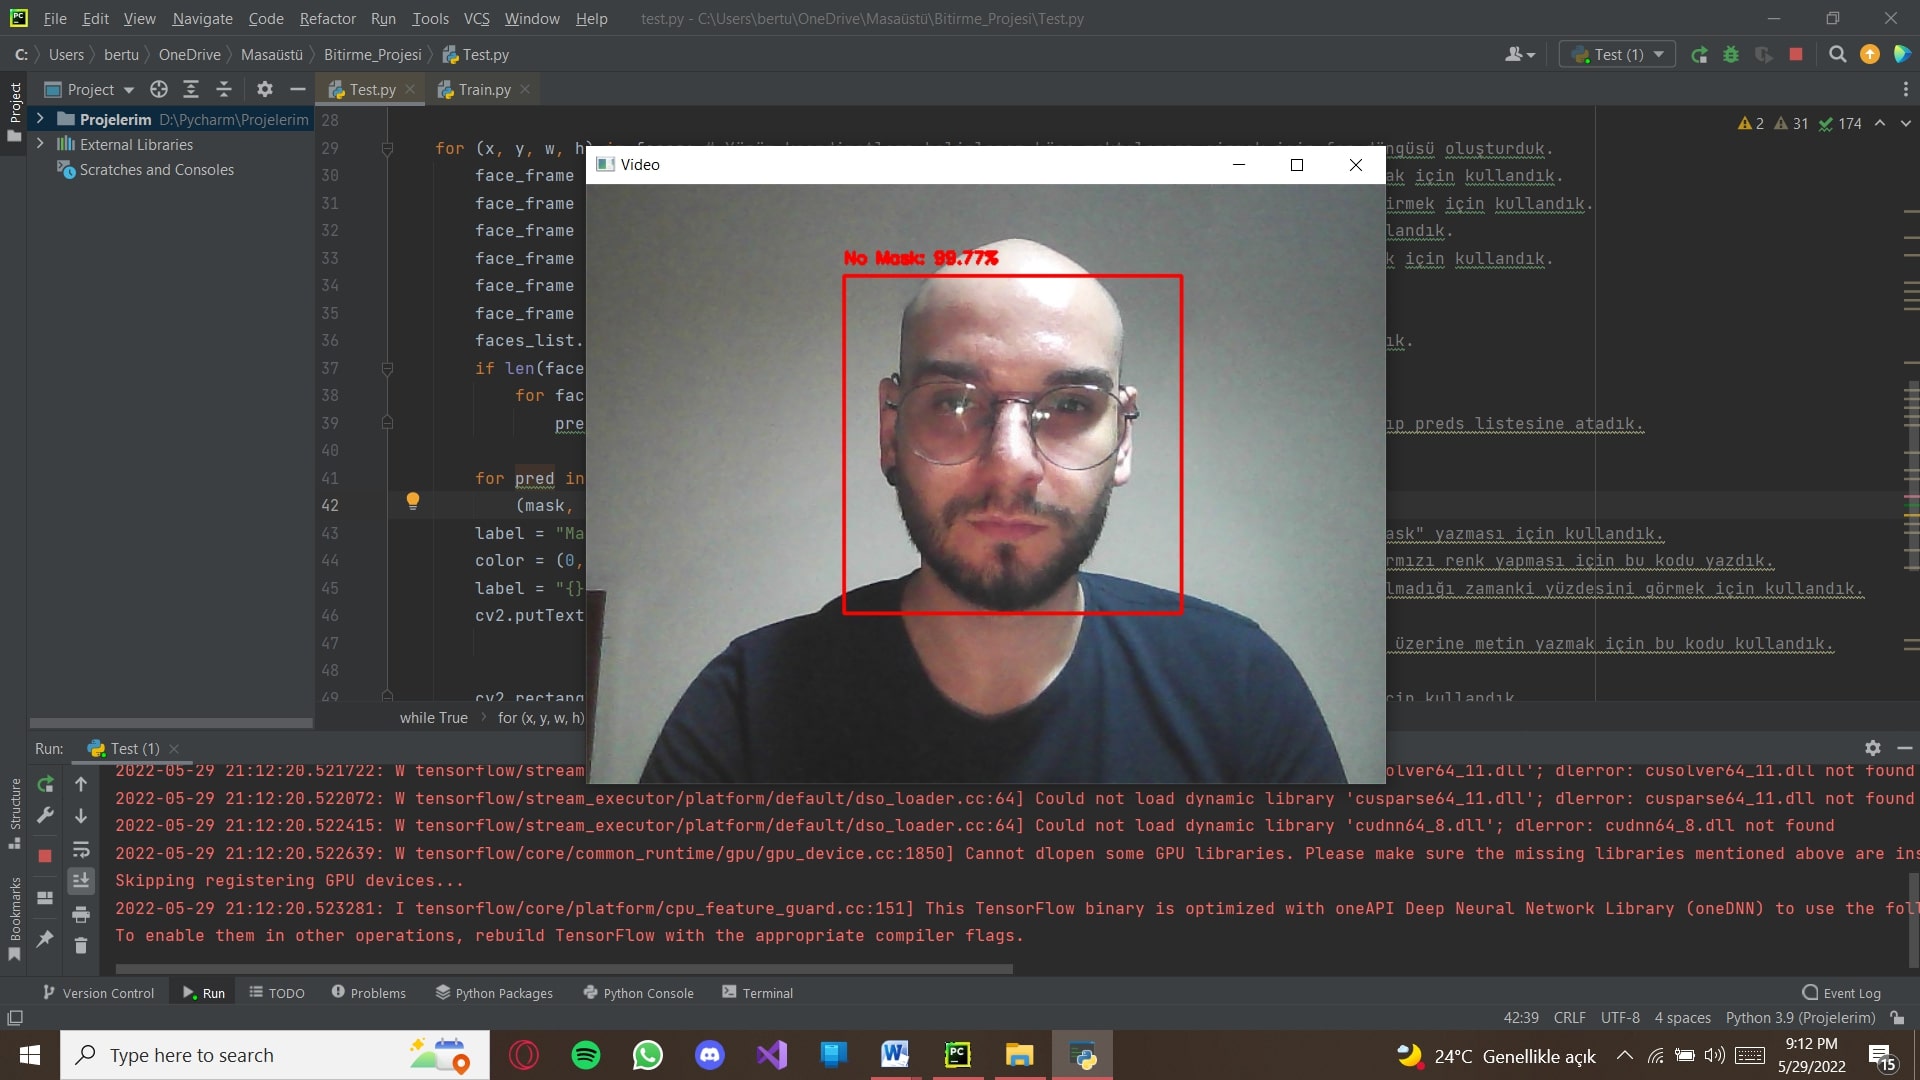 File Edit View Navigate Code Refactor Run Tools VCS Window Help test.py - C:\Users\bertu\OneDrive\Masaüstü\Bitirme_Projesi\Test.py
C: Users bertu OneDrive Masaüstü Bitirme_Projesi Test.py Test (1)
Project Test.py Train.py
Project
Projelerim D:\Pycharm\Projelerim
External Libraries
Scratches and Consoles
2 31 174
28
29 for (x, y, w, h) oluşturduk.
30 face_frame için kullandık.
31 face_frame irmek için kullandık.
32 face_frame landık.
33 face_frame k için kullandık.
34 face_frame
35 face_frame
36 faces_list. ık.
37 if len(face
38 for fac
39 pre ıp preds listesine atadık.
40
41 for pred in
42 (mask,
43 label = "Ma ask" yazması için kullandık.
44 color = (0, rmızı renk yapması için bu kodu yazdık.
45 label = "{} lmadığı zamanki yüzdesini görmek için kullandık.
46 cv2.putText
47 üzerine metin yazmak için bu kodu kullandık.
48
49 cv2.rectang çin kullandık
while True for (x, y, w, h)
Video
No Mask: 99.77%
Run: Test (1)
2022-05-29 21:12:20.521722: W tensorflow/stream olver64_11.dll'; dlerror: cusolver64_11.dll not found
2022-05-29 21:12:20.522072: W tensorflow/stream_executor/platform/default/dso_loader.cc:64] Could not load dynamic library 'cusparse64_11.dll'; dlerror: cusparse64_11.dll not found
2022-05-29 21:12:20.522415: W tensorflow/stream_executor/platform/default/dso_loader.cc:64] Could not load dynamic library 'cudnn64_8.dll'; dlerror: cudnn64_8.dll not found
2022-05-29 21:12:20.522639: W tensorflow/core/common_runtime/gpu/gpu_device.cc:1850] Cannot dlopen some GPU libraries. Please make sure the missing libraries mentioned above are ins
Skipping registering GPU devices...
2022-05-29 21:12:20.523281: I tensorflow/core/platform/cpu_feature_guard.cc:151] This TensorFlow binary is optimized with oneAPI Deep Neural Network Library (oneDNN) to use the foll
To enable them in other operations, rebuild TensorFlow with the appropriate compiler flags.
Structure
Bookmarks
Version Control Run TODO Problems Python Packages Python Console Terminal Event Log
42:39 CRLF UTF-8 4 spaces Python 3.9 (Projelerim)
Type here to search 24°C Genellikle açık 9:12 PM
5/29/2022 15